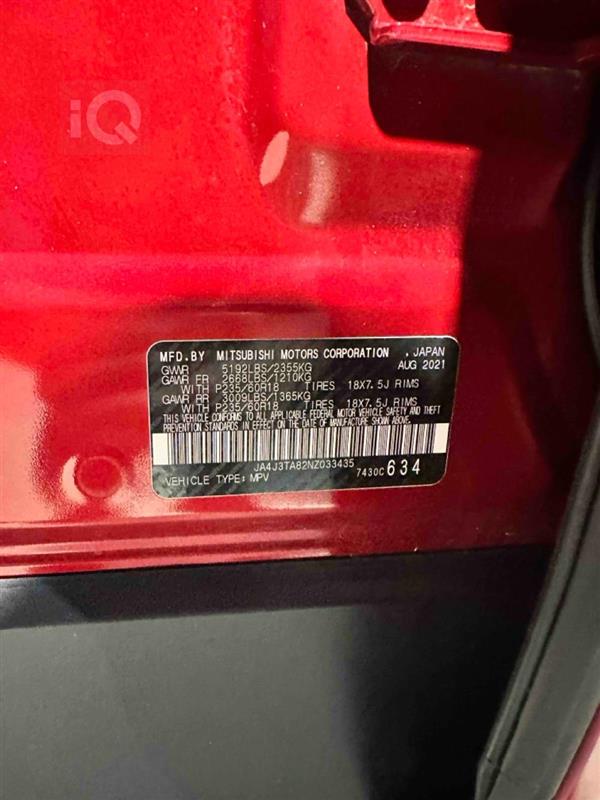 iQ
MFD.BY MITSUBISHI MOTORS CORPORATION , JAPAN
GVWR 5192LBS/2355KG AUG 2021
GAWR FR 2668LBS/1210KG
WITH P235/60R18 TIRES 18X7.5J RIMS
GAWR RR 3009LBS/1365KG
WITH P235/60R18 TIRES 18X7.5J RIMS
THIS VEHICLE CONFORMS TO ALL APPLICABLE FEDERAL MOTOR VEHICLE SAFETY, BUMPER, AND THEFT
PREVENTION STANDARDS IN EFFECT ON THE DATE OF MANUFACTURE SHOWN ABOVE.
JA4J3TA82NZ033435
VEHICLE TYPE: MPV 7430C 634